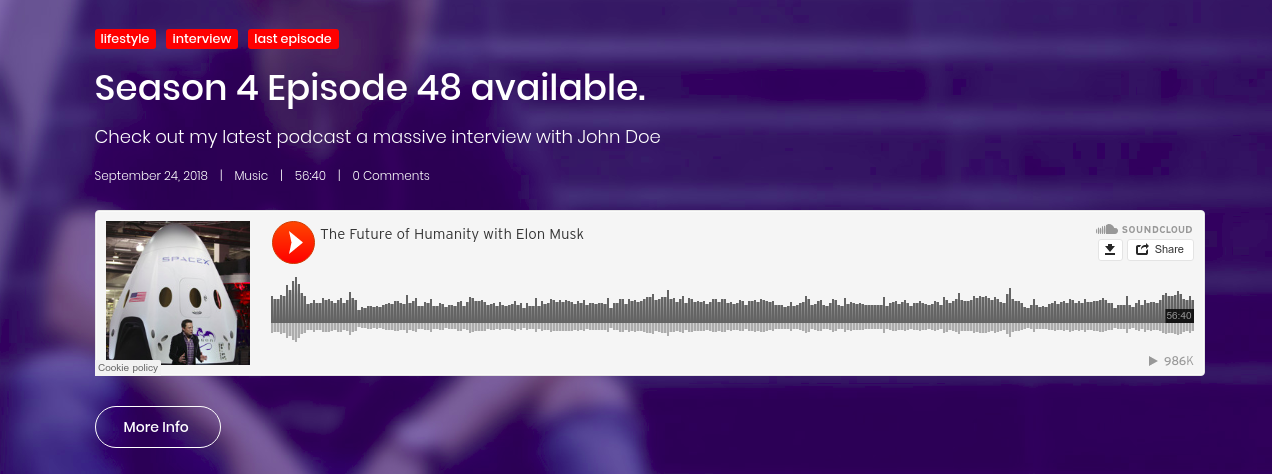 lifestyle interview last episode
Season 4 Episode 48 available.
Check out my latest podcast a massive interview with John Doe
September 24, 2018 | Music | 56:40 | 0 Comments
The Future of Humanity with Elon Musk
SOUNDCLOUD
Share
SPACEX
56:40
986K
Cookie policy
More Info